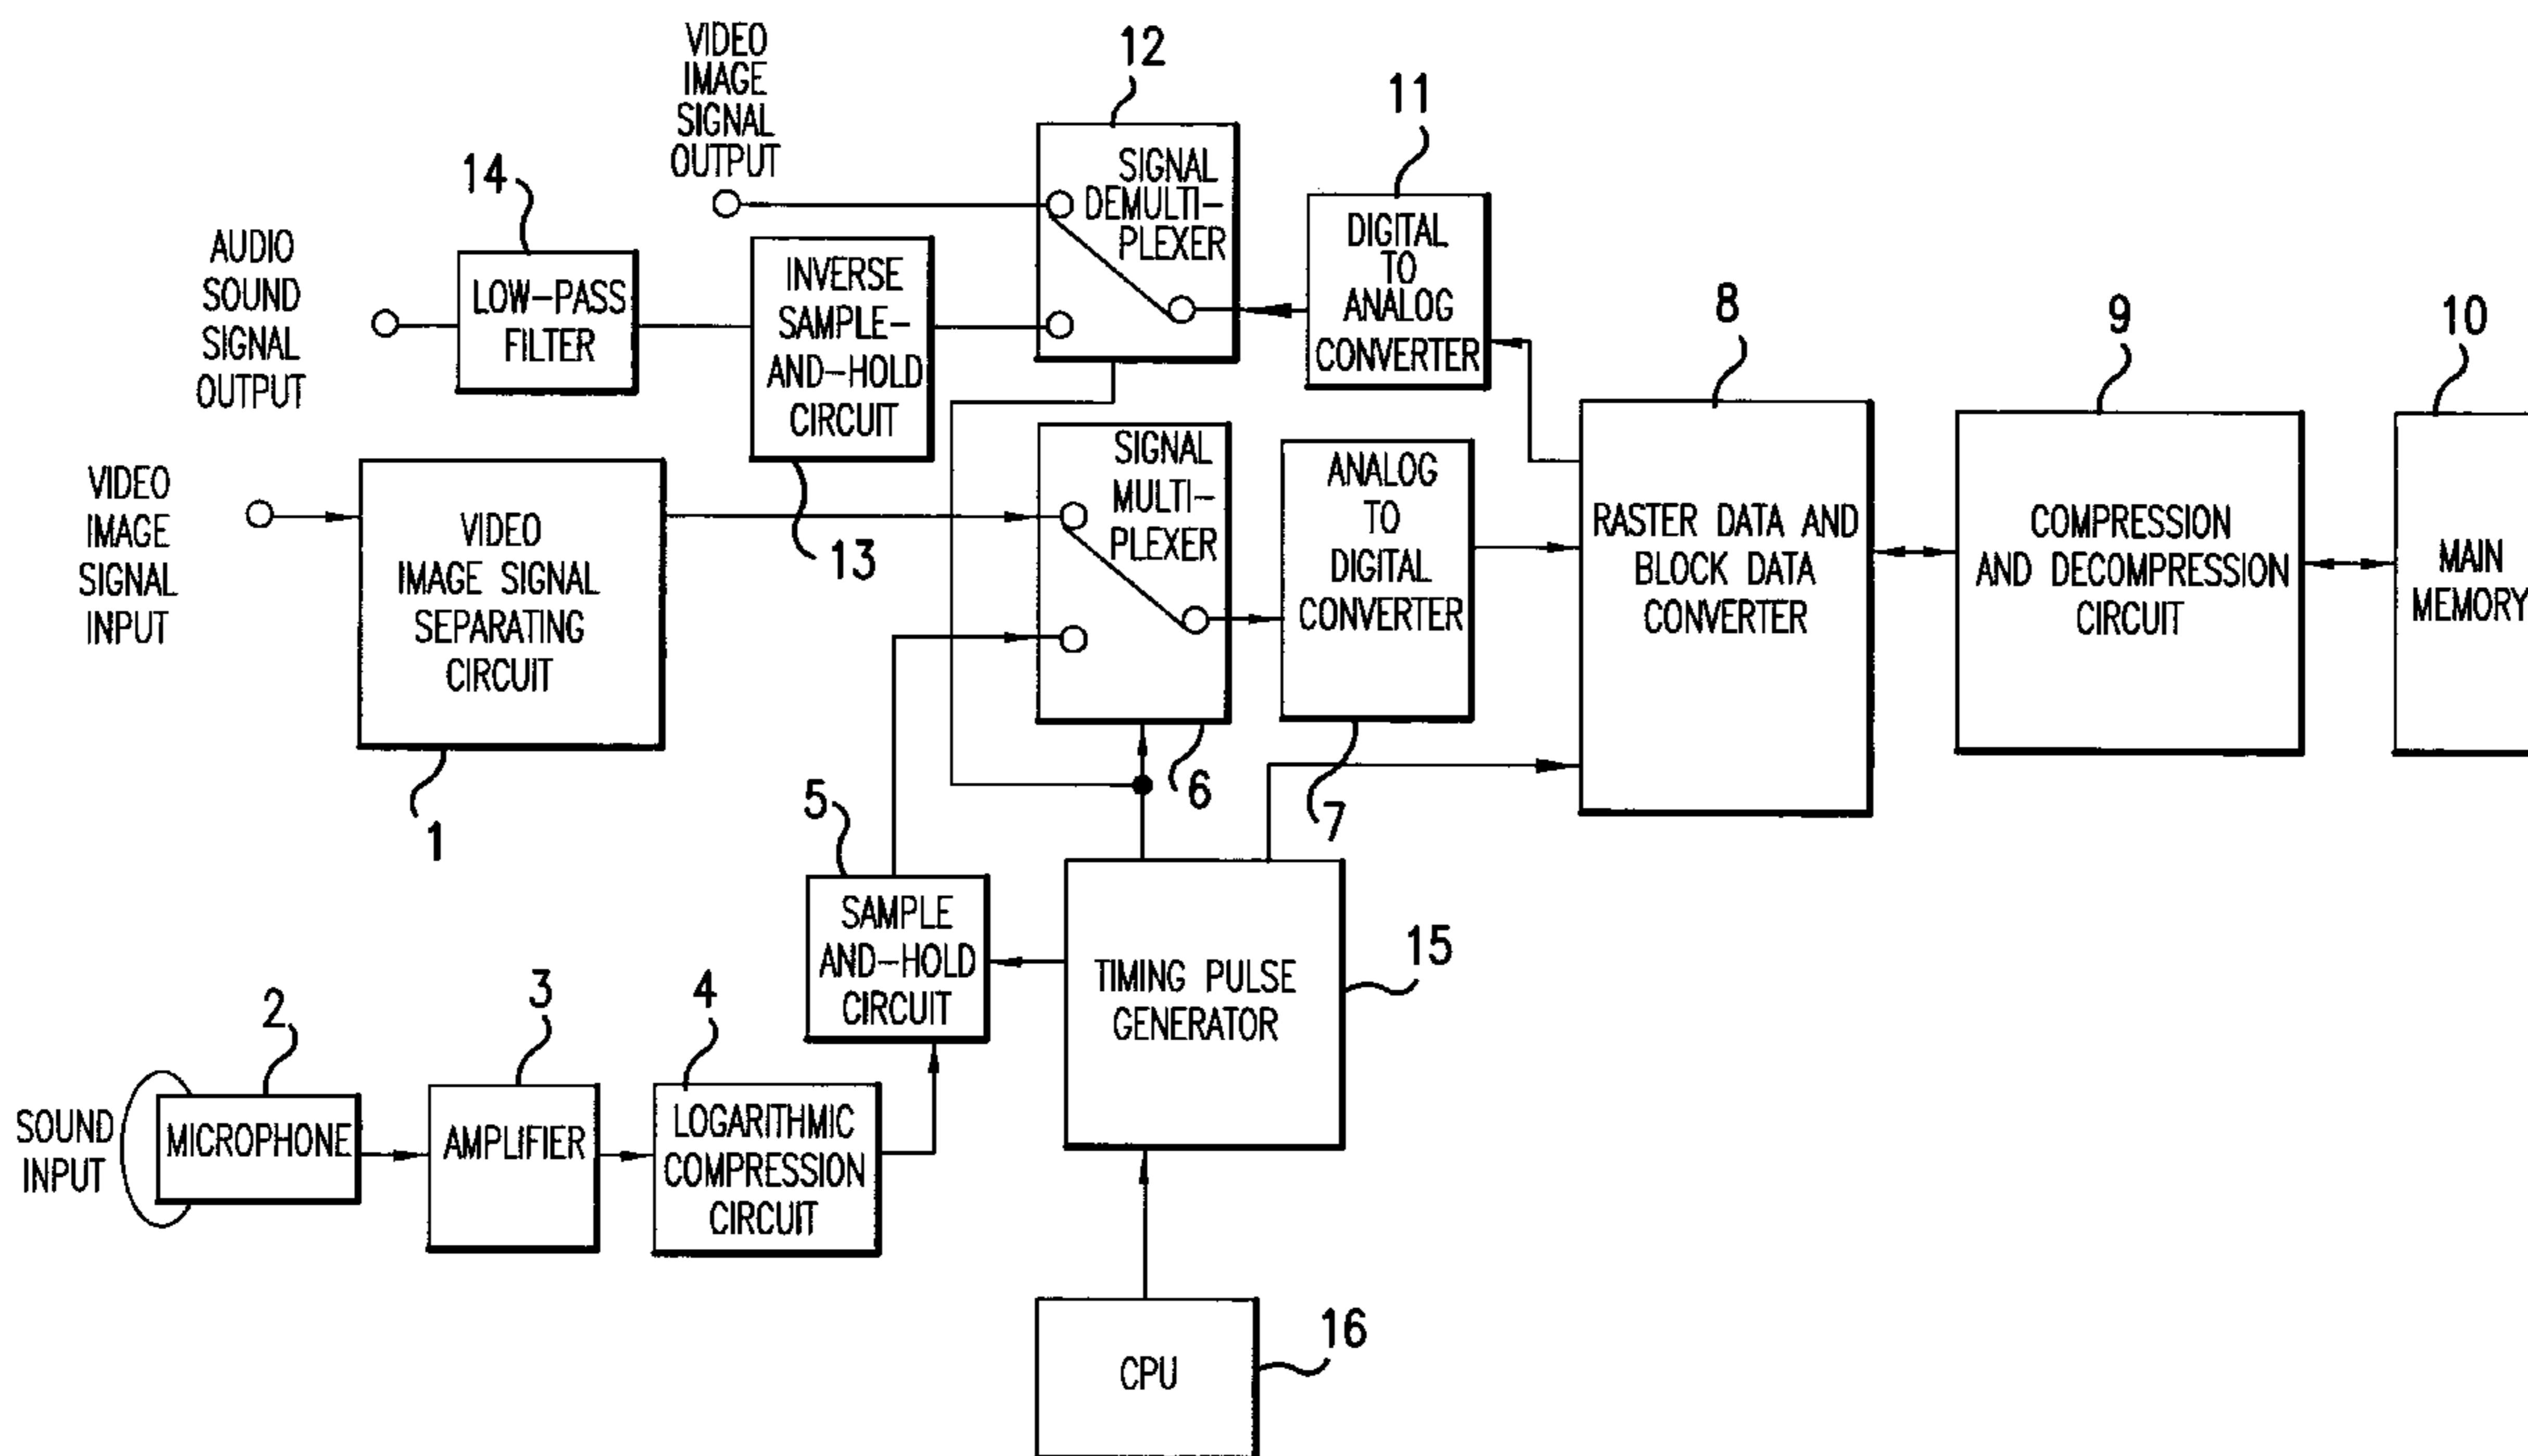 VIDEO
IMAGE
SIGNAL
OUTPUT
12
11
14
SIGNAL
DEMULTI-
PLEXER
AUDIO
SOUND
SIGNAL
OUTPUT
LOW-PASS
FILTER
INVERSE
SAMPLE-
AND-HOLD
CIRCUIT
13
DIGITAL
TO
ANALOG
CONVERTER
8
9
10
VIDEO
IMAGE
SIGNAL
INPUT
VIDEO
IMAGE SIGNAL
SEPARATING
CIRCUIT
1
SIGNAL
MULTI-
PLEXER
6
ANALOG
TO
DIGITAL
CONVERTER
7
RASTER DATA AND
BLOCK DATA
CONVERTER
COMPRESSION
AND DECOMPRESSION
CIRCUIT
MAIN
MEMORY
5
SAMPLE
AND-HOLD
CIRCUIT
TIMING PULSE
GENERATOR
15
2
3
4
SOUND
INPUT
MICROPHONE
AMPLIFIER
LOGARITHMIC
COMPRESSION
CIRCUIT
CPU
16